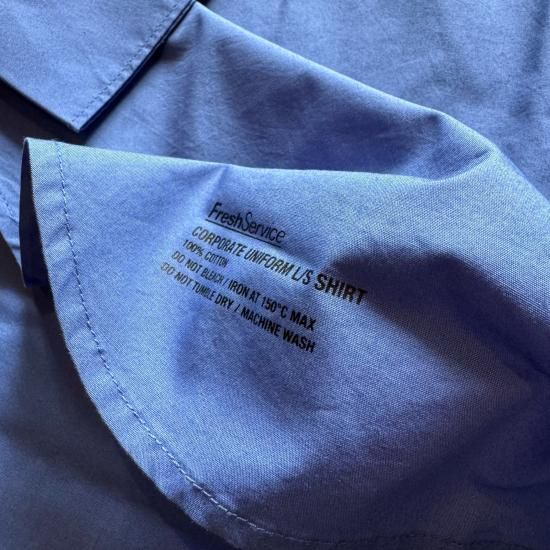 FreshService
CORPORATE UNIFORM L/S SHIRT
100% COTTON
DO NOT BLEACH / IRON AT 150°C MAX
DO NOT TUMBLE DRY / MACHINE WASH